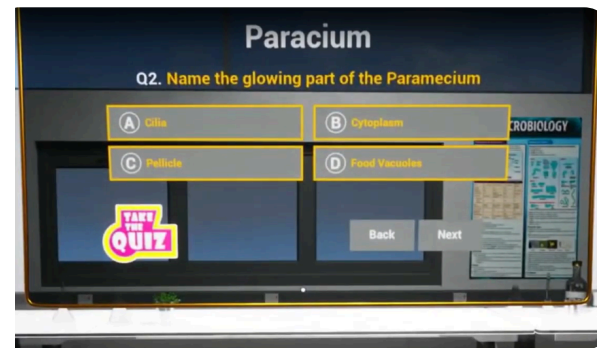 Paracium
Q2. Name the glowing part of the Paramecium
A Cilia
B Cytoplasm
C Pellicle
D Food Vacuoles
ROBIOLOGY
TAKE
THE
QUIZ
Back Next